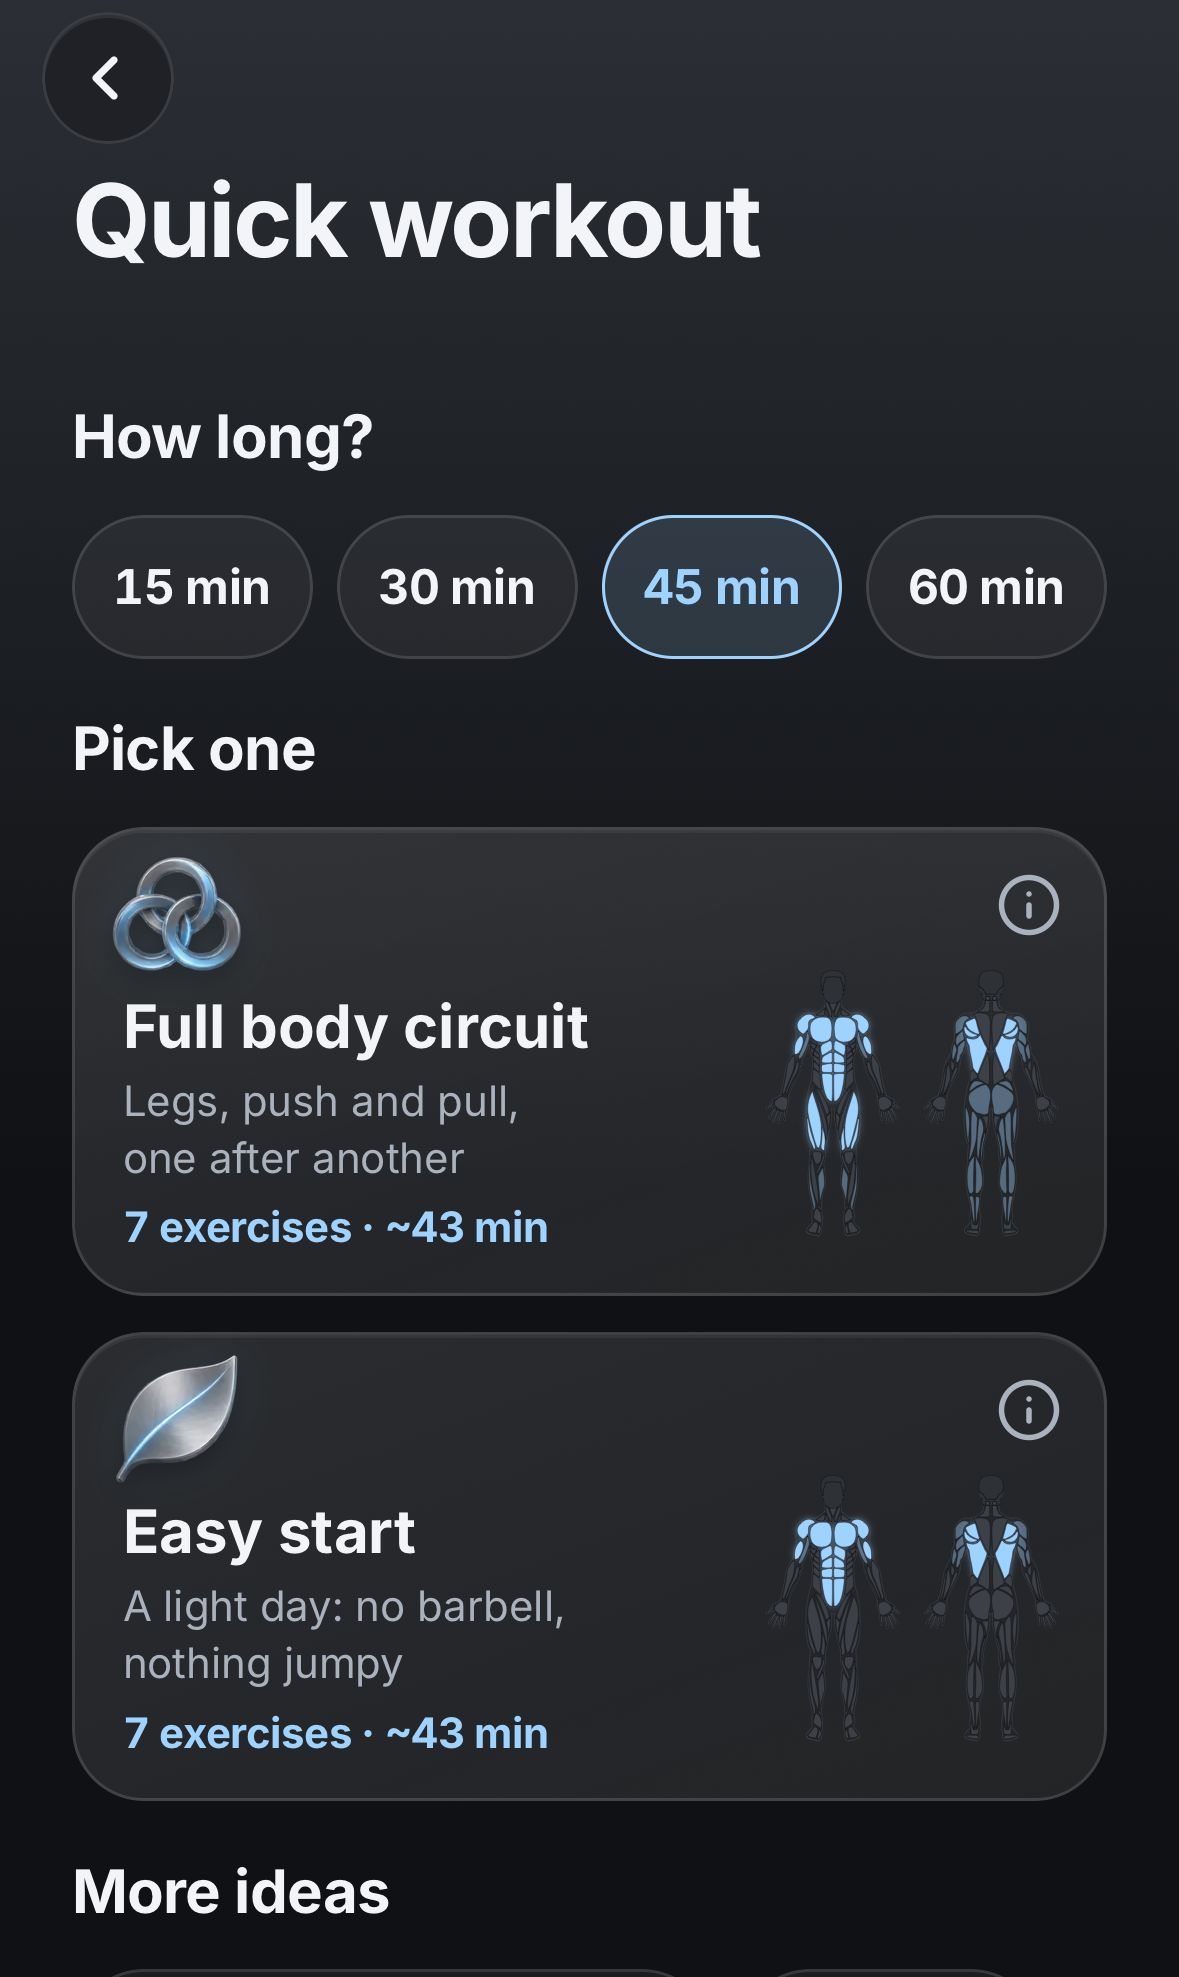 Quick workout
How long?
15 min
30 min
45 min
60 min
Pick one
Full body circuit
Legs, push and pull,
one after another
7 exercises · ~43 min
Easy start
A light day: no barbell,
nothing jumpy
7 exercises · ~43 min
More ideas